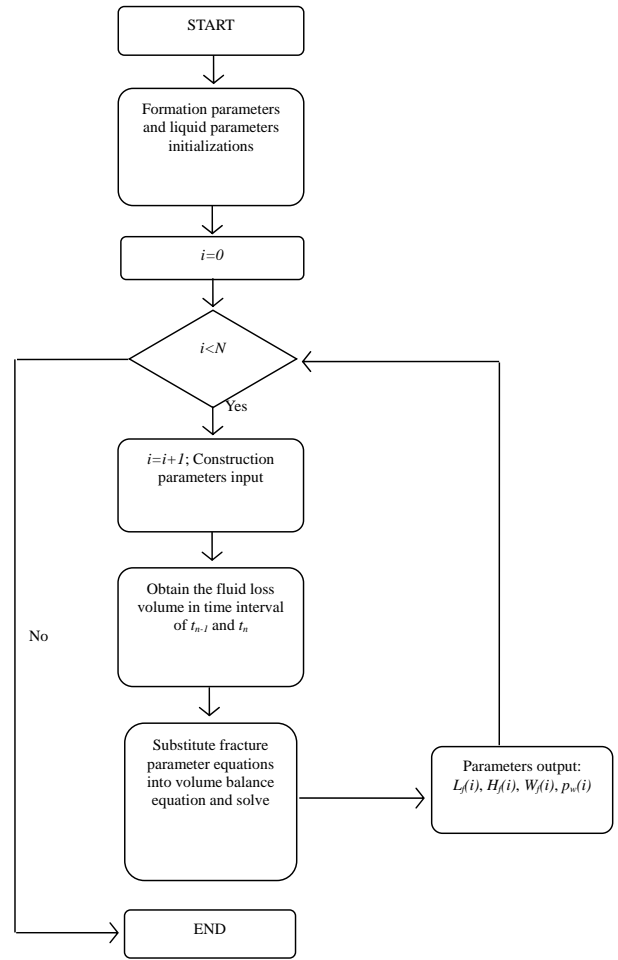 START
Formation parameters
and liquid parameters
initializations
i=0
i<N
Yes
i=i+1; Construction
parameters input
Obtain the fluid loss
volume in time interval
of tn-1 and tn
No
Substitute fracture
parameter equations
into volume balance
equation and solve
Parameters output:
Lf(i), Hf(i), Wf(i), pw(i)
END